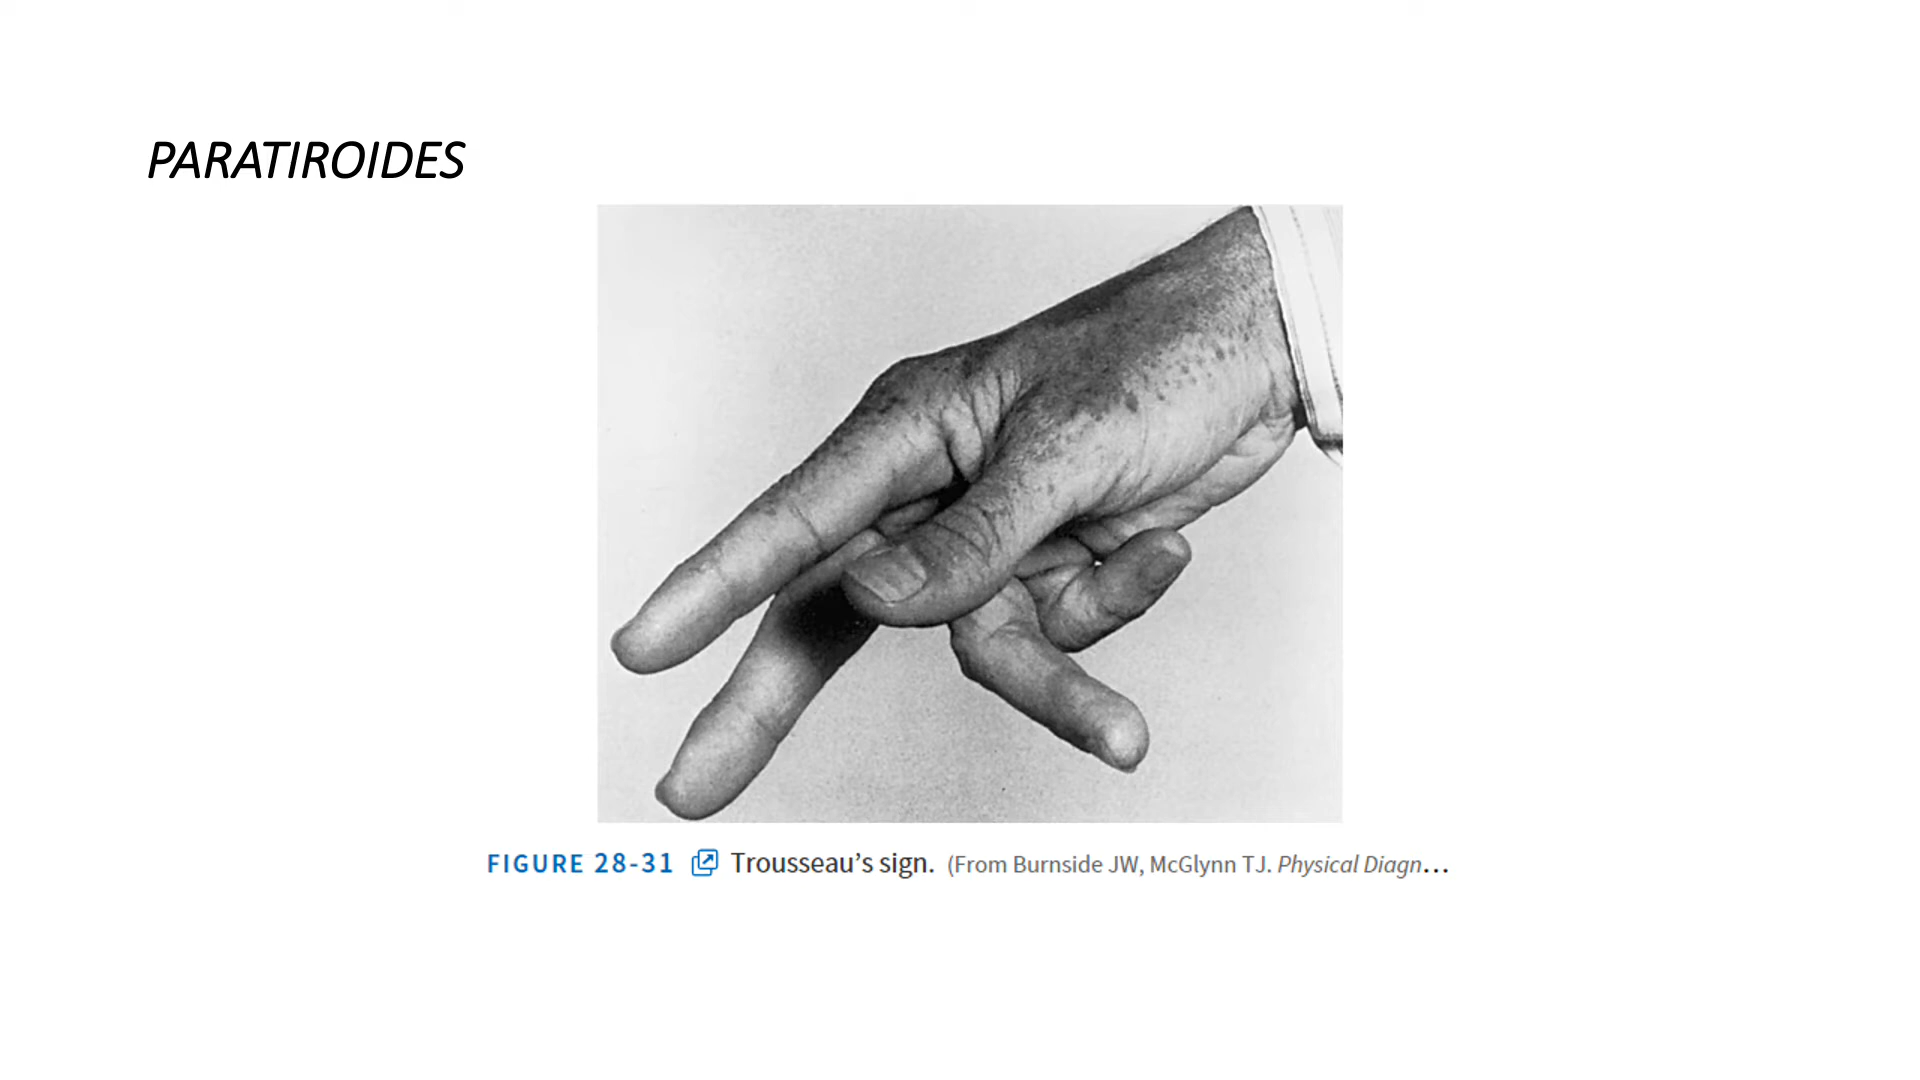 PARATIROIDES
FIGURE 28-31 Trousseau’s sign. (From Burnside JW, McGlynn TJ. Physical Diagn…